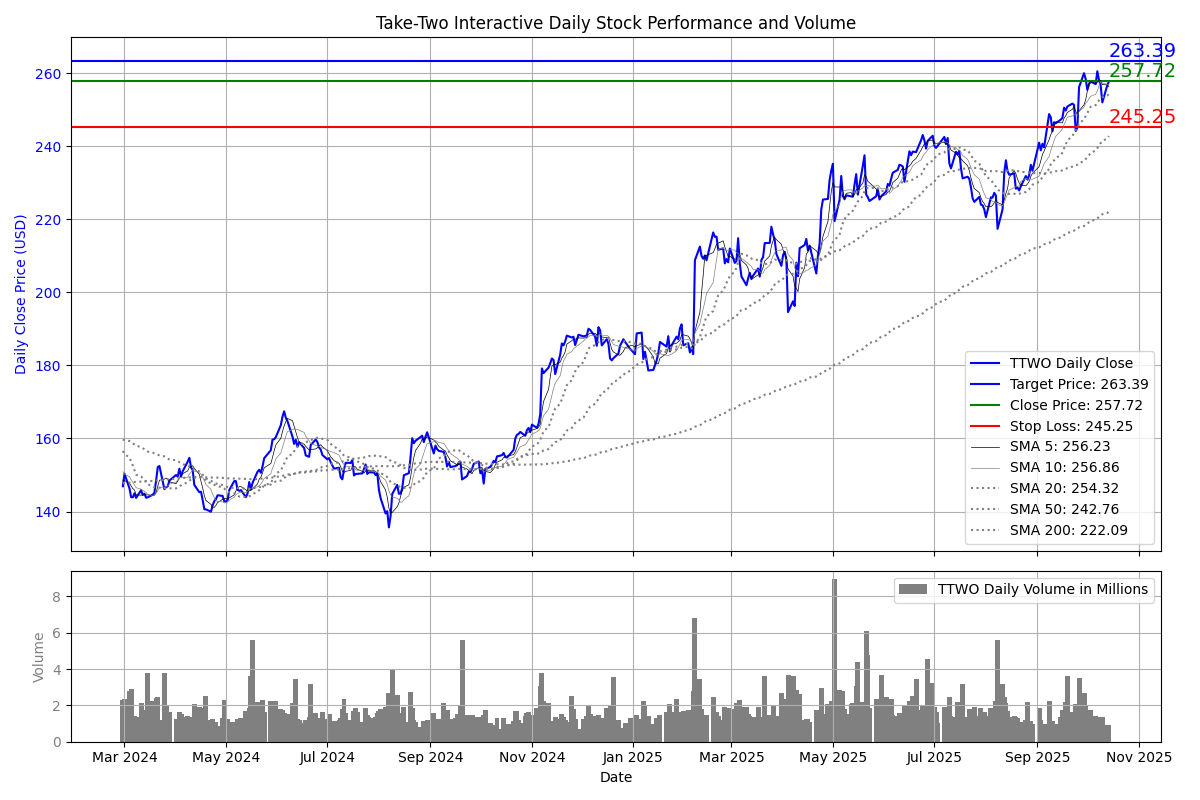 Take-Two Interactive Daily Stock Performance and Volume
263.39
257.72
245.25
260
240
220
200
180
160
140
Daily Close Price (USD)
TTWO Daily Close
Target Price: 263.39
Close Price: 257.72
Stop Loss: 245.25
SMA 5: 256.23
SMA 10: 256.86
SMA 20: 254.32
SMA 50: 242.76
SMA 200: 222.09
TTWO Daily Volume in Millions
8
6
4
2
0
Volume
Mar 2024 May 2024 Jul 2024 Sep 2024 Nov 2024 Jan 2025 Mar 2025 May 2025 Jul 2025 Sep 2025 Nov 2025
Date